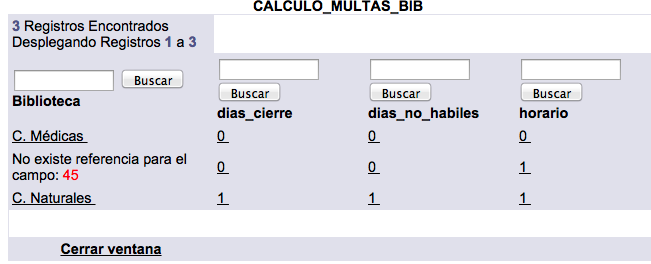 CALCULO_MULTAS_BIB
3 Registros Encontrados
Desplegando Registros 1 a 3
Buscar
Biblioteca
Buscar
dias_cierre
Buscar
dias_no_habiles
Buscar
horario
C. Médicas 0 0 0
No existe referencia para el
campo: 45 0 0 1
C. Naturales 1 1 1
Cerrar ventana